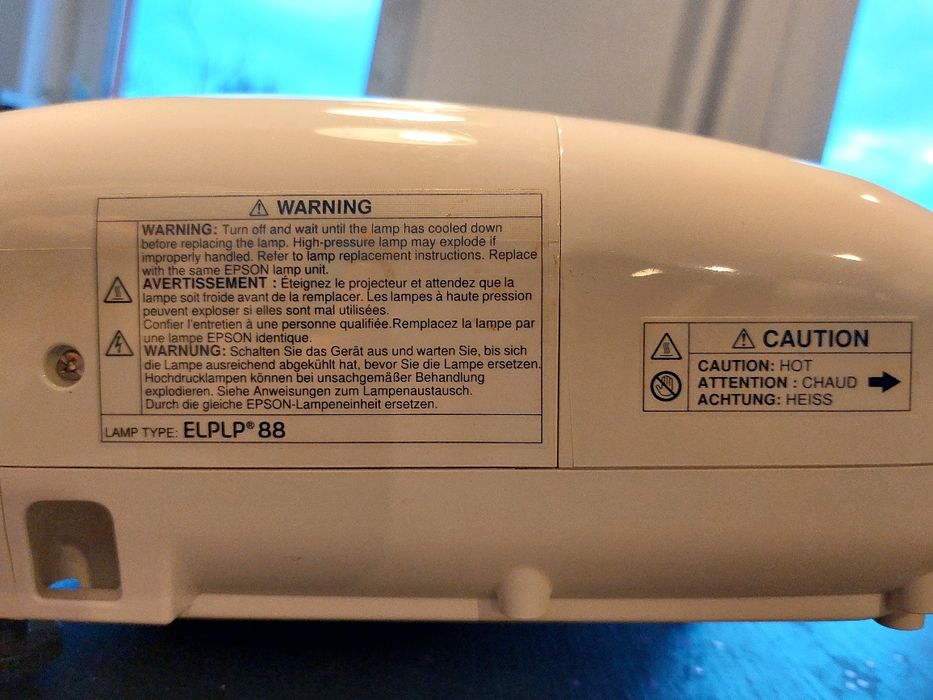 WARNING
WARNING: Turn off and wait until the lamp has cooled down
before replacing the lamp. High-pressure lamp may explode if
improperly handled. Refer to lamp replacement instructions. Replace
with the same EPSON lamp unit.
AVERTISSEMENT : Éteignez le projecteur et attendez que la
lampe soit froide avant de la remplacer. Les lampes à haute pression
peuvent exploser si elles sont mal utilisées.
Confier l'entretien à une personne qualifiée.Remplacez la lampe par
une lampe EPSON identique.
WARNUNG: Schalten Sie das Gerät aus und warten Sie, bis sich
die Lampe ausreichend abgekühlt hat, bevor Sie die Lampe ersetzen.
Hochdrucklampen können bei unsachgemäßer Behandlung
explodieren. Siehe Anweisungen zum Lampenaustausch.
Durch die gleiche EPSON-Lampeneinheit ersetzen.
LAMP TYPE: ELPLP® 88
CAUTION
CAUTION: HOT
ATTENTION : CHAUD
ACHTUNG: HEISS